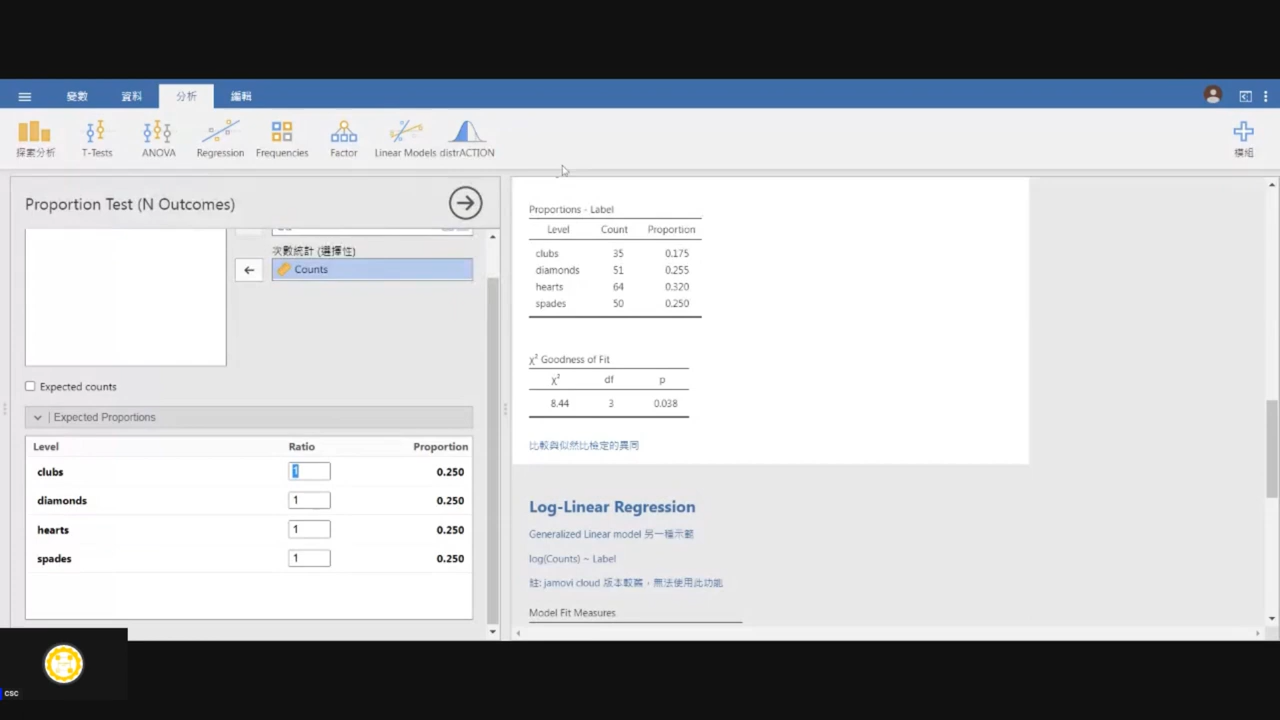 變數 資料 分析 編輯
探索分析 T-Tests ANOVA Regression Frequencies Factor Linear Models distrACTION 模組
Proportion Test (N Outcomes)
次數統計 (選擇性)
Counts
Expected counts
| Expected Proportions
Level Ratio Proportion
clubs 1 0.250
diamonds 1 0.250
hearts 1 0.250
spades 1 0.250
Proportions - Label
Level Count Proportion
clubs 35 0.175
diamonds 51 0.255
hearts 64 0.320
spades 50 0.250
χ² Goodness of Fit
χ² df p
8.44 3 0.038
比較與似然比檢定的異同
Log-Linear Regression
Generalized Linear model 另一種示範
log(Counts) ~ Label
註: jamovi cloud 版本較舊，無法使用此功能
Model Fit Measures
csc